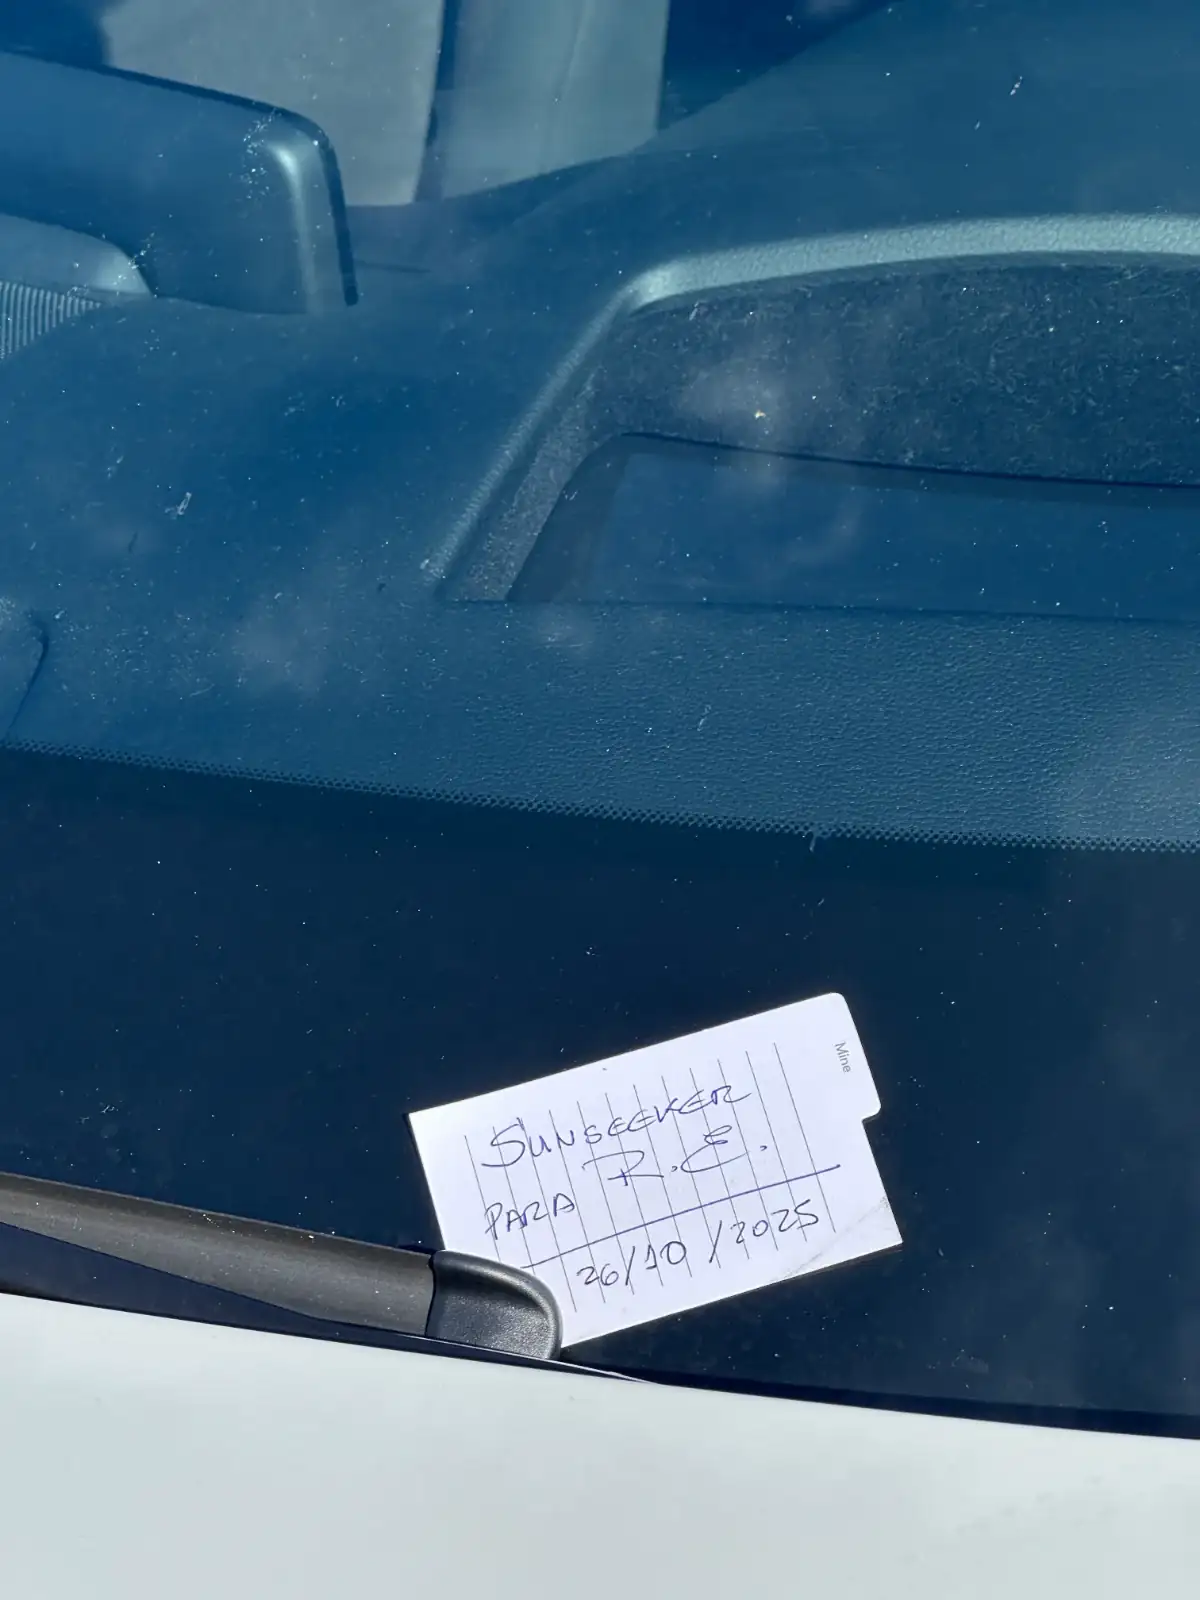 SUNSEEKER
PARA R.E.
26/10/2025
Mine